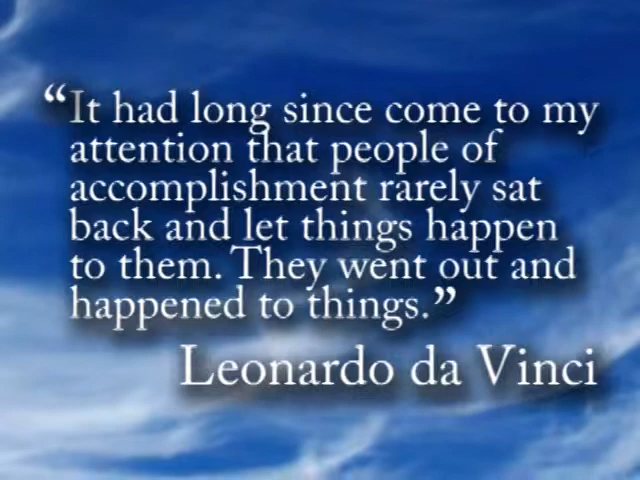 “It had long since come to my
attention that people of
accomplishment rarely sat
back and let things happen
to them. They went out and
happened to things.”
Leonardo da Vinci